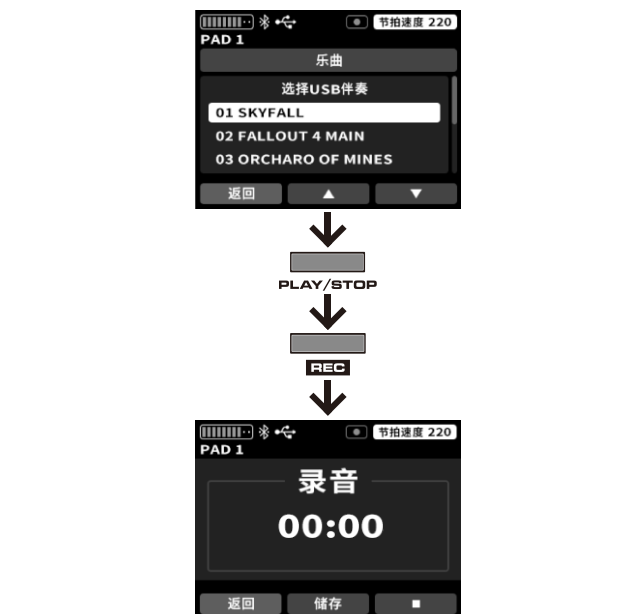 节拍速度 220
PAD 1
乐曲
选择USB伴奏
01 SKYFALL
02 FALLOUT 4 MAIN
03 ORCHARO OF MINES
返回
PLAY/STOP
REC
节拍速度 220
PAD 1
录音
00:00
返回 储存